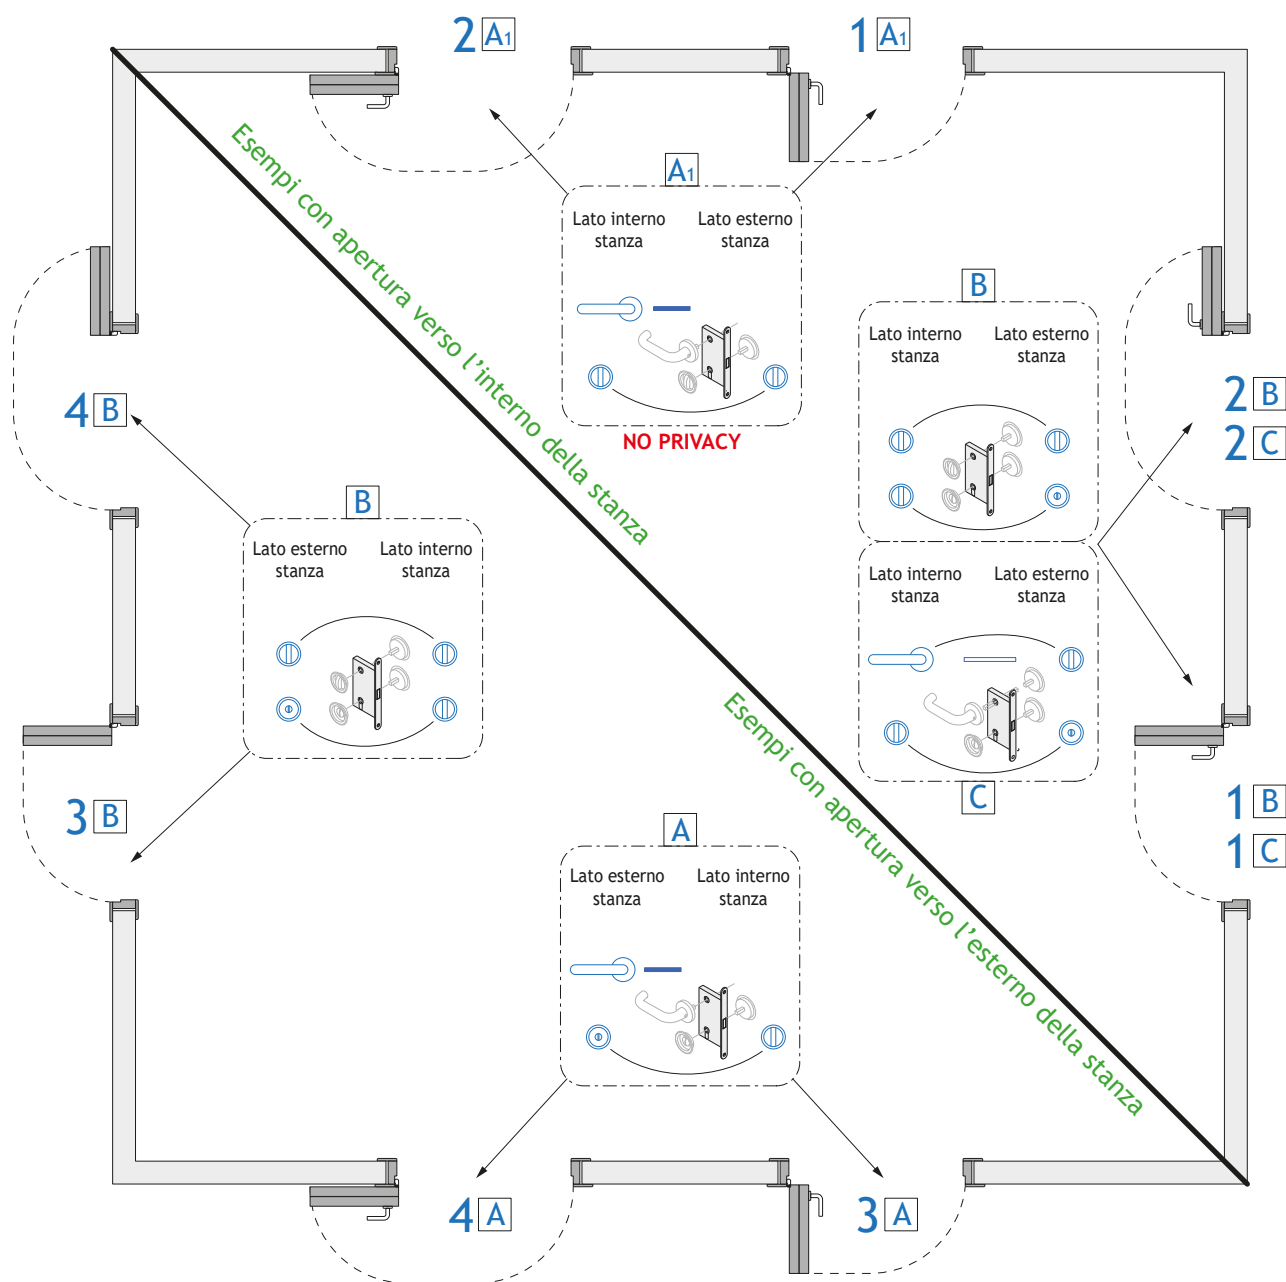 2 A1
1 A1
Esempi con apertura verso l'interno della stanza
A1
Lato interno
stanza
Lato esterno
stanza
NO PRIVACY
B
Lato interno
stanza
Lato esterno
stanza
2 B
2 C
4 B
B
Lato esterno
stanza
Lato interno
stanza
Lato interno
stanza
Lato esterno
stanza
C
Esempi con apertura verso l'esterno della stanza
3 B
1 B
1 C
A
Lato esterno
stanza
Lato interno
stanza
4 A
3 A